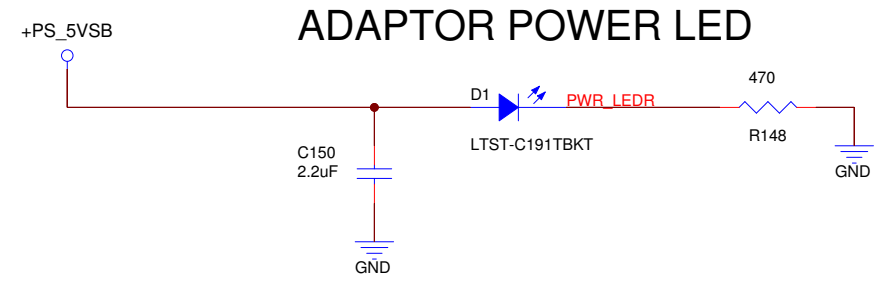 ADAPTOR POWER LED
+PS_5VSB
470
D1
PWR_LEDR
R148
LTST-C191TBKT
C150
2.2uF
GND
GND